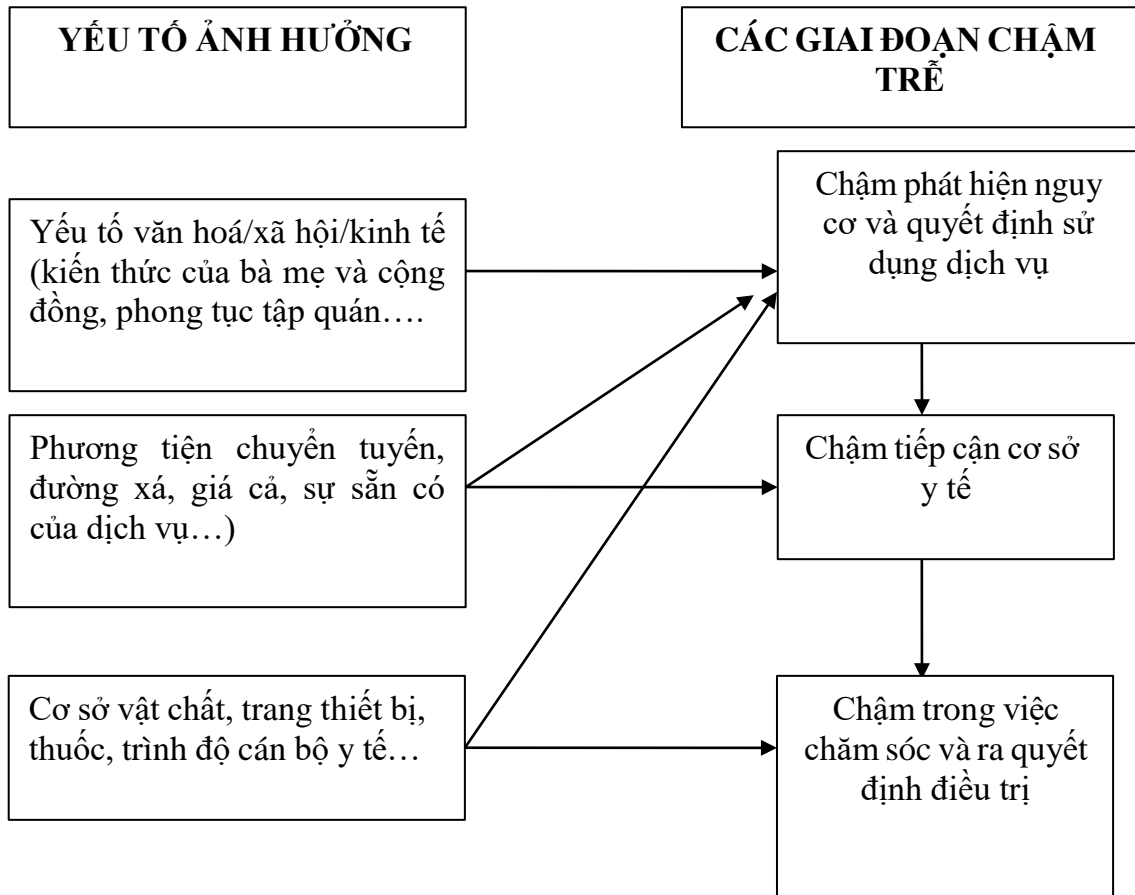 YẾU TỐ ẢNH HƯỞNG
CÁC GIAI ĐOẠN CHẬM
TRỄ
Yếu tố văn hoá/xã hội/kinh tế
(kiến thức của bà mẹ và cộng
đồng, phong tục tập quán….
Chậm phát hiện nguy
cơ và quyết định sử
dụng dịch vụ
Phương tiện chuyển tuyến,
đường xá, giá cả, sự sẵn có
của dịch vụ…)
Chậm tiếp cận cơ sở
y tế
Cơ sở vật chất, trang thiết bị,
thuốc, trình độ cán bộ y tế…
Chậm trong việc
chăm sóc và ra quyết
định điều trị